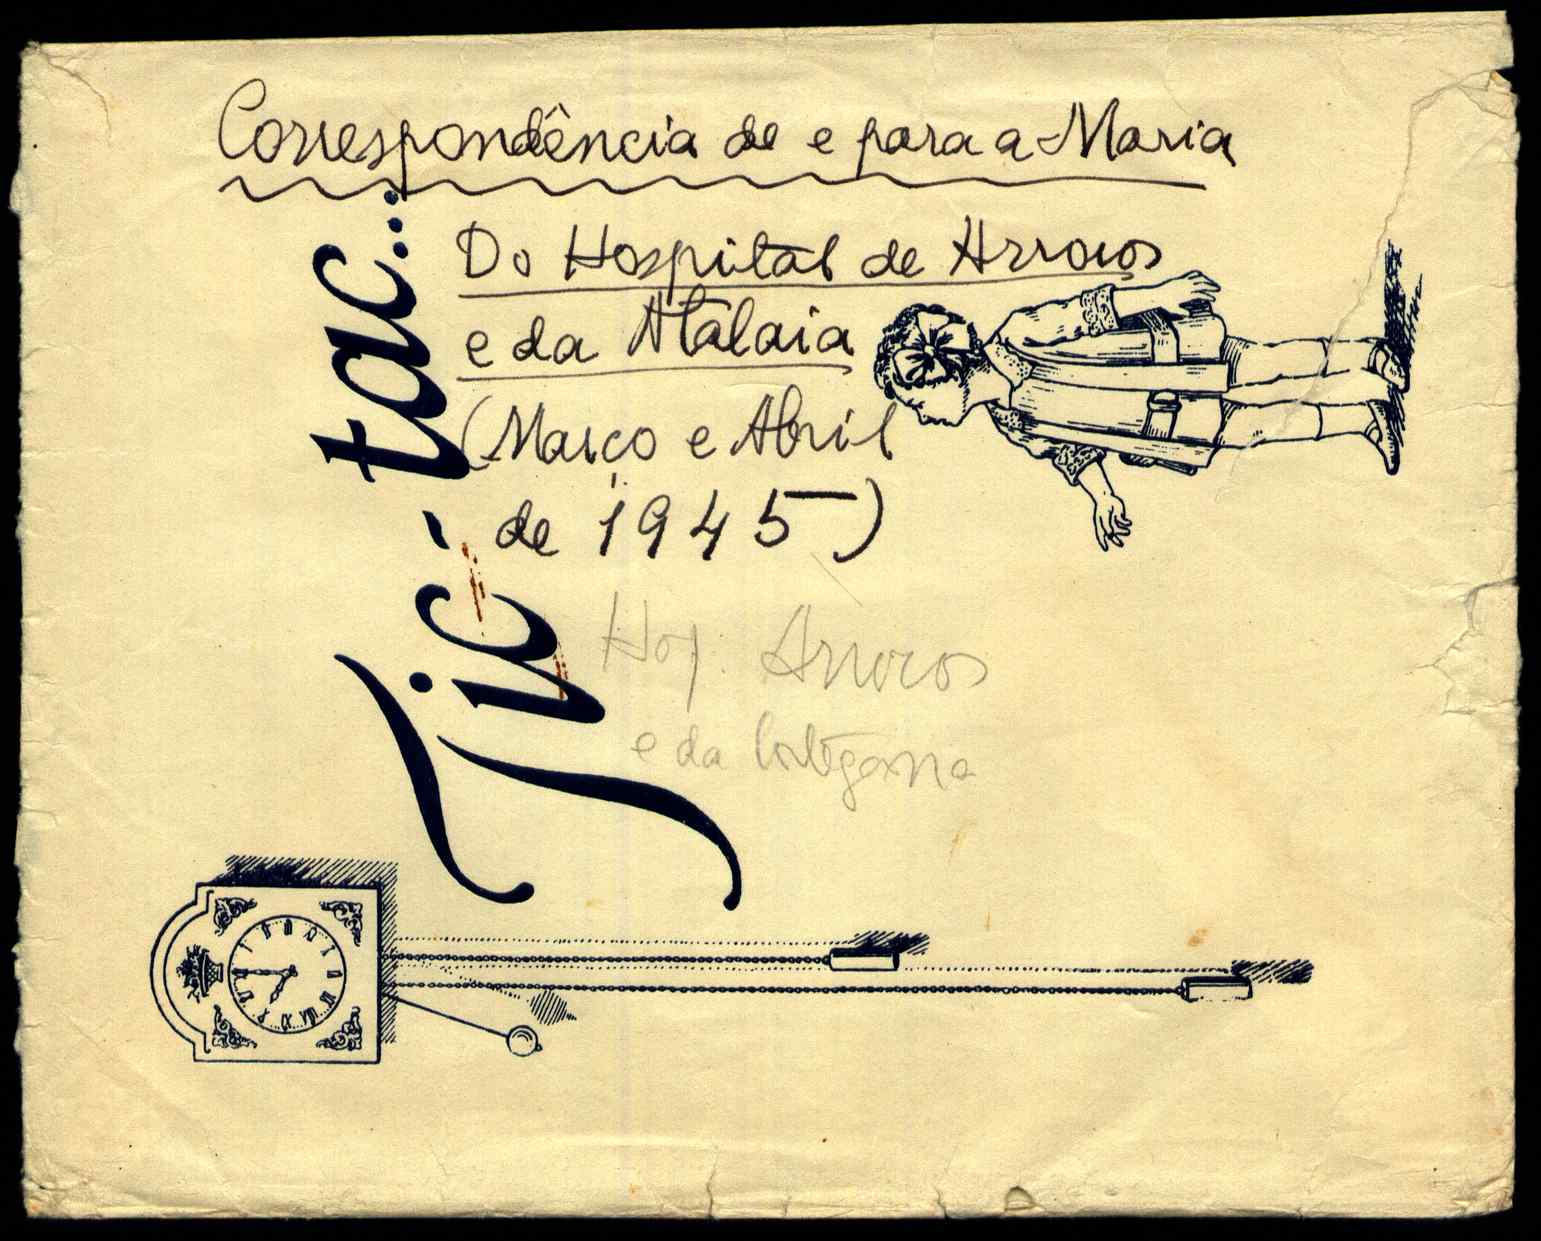 Correspondência de e para a Maria
Do Hospital de Arroios
e da Atalaia
(Março e Abril
de 1945)
Tic-tac...
Hosp. Arroios
e da